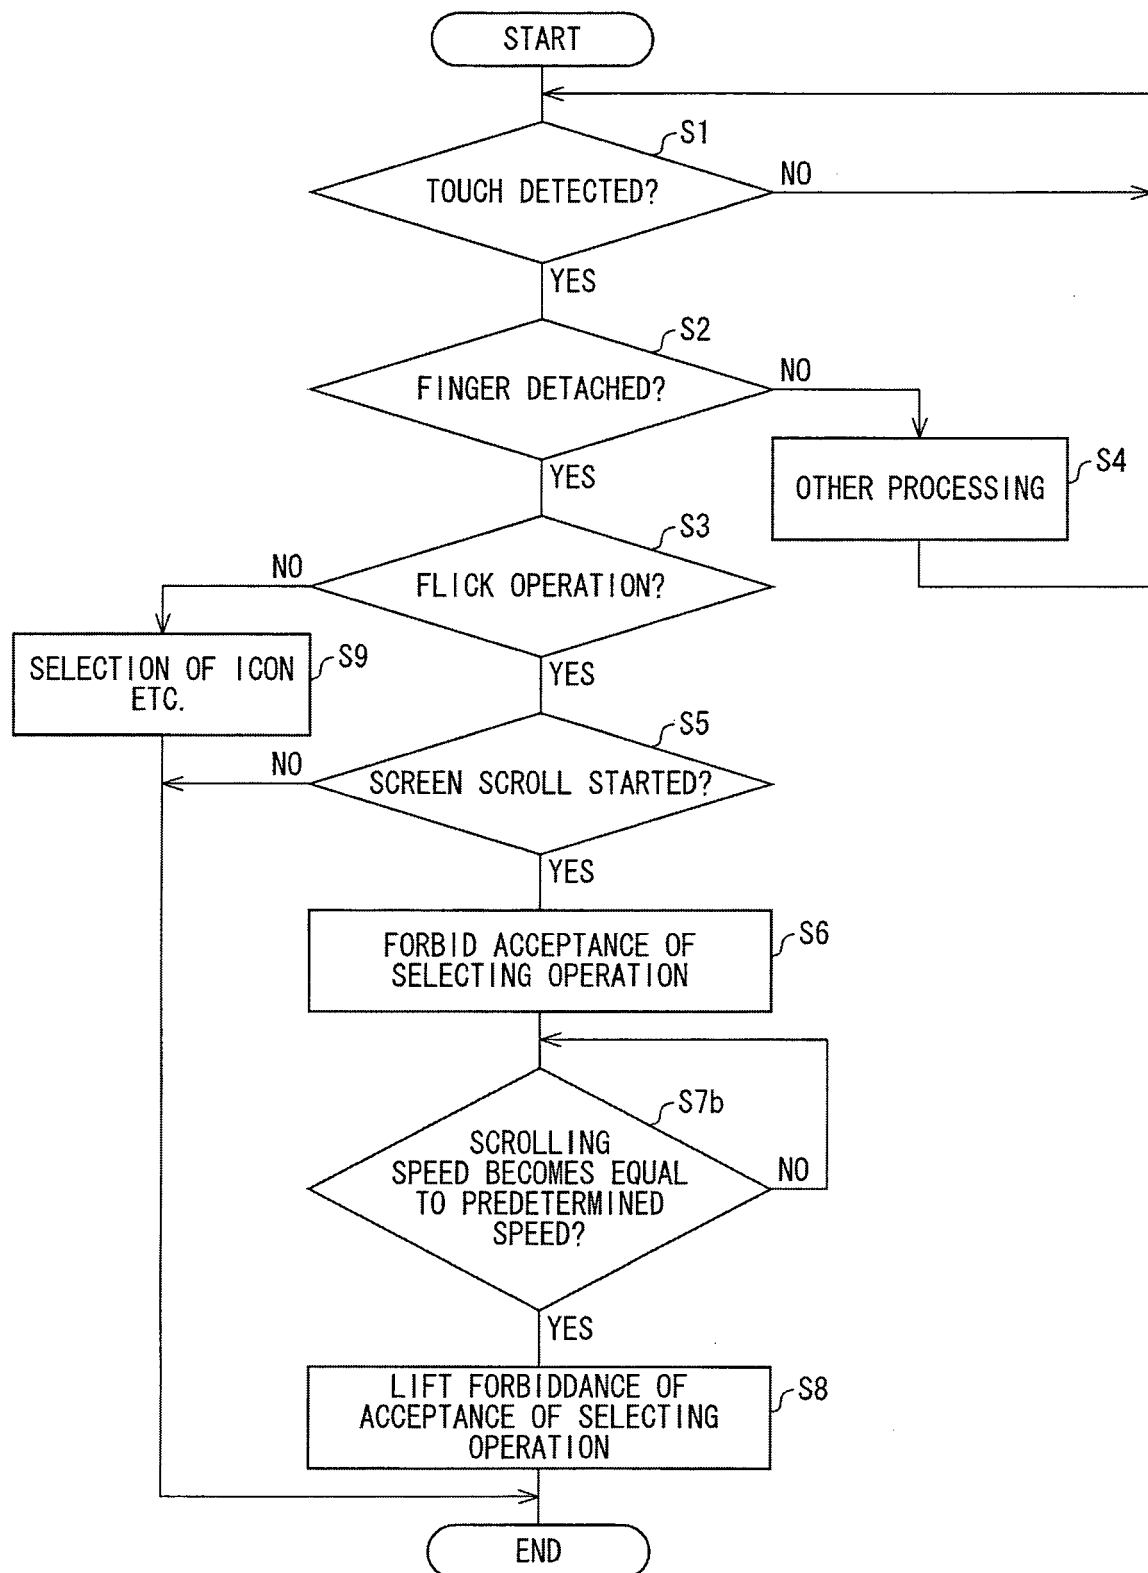 START
S1
TOUCH DETECTED?
NO
YES
S2
FINGER DETACHED?
NO
YES
S4
OTHER PROCESSING
S3
FLICK OPERATION?
NO
YES
S9
SELECTION OF ICON
ETC.
S5
SCREEN SCROLL STARTED?
NO
YES
S6
FORBID ACCEPTANCE OF
SELECTING OPERATION
S7b
SCROLLING
SPEED BECOMES EQUAL
TO PREDETERMINED
SPEED?
NO
YES
S8
LIFT FORBIDDANCE OF
ACCEPTANCE OF SELECTING
OPERATION
END